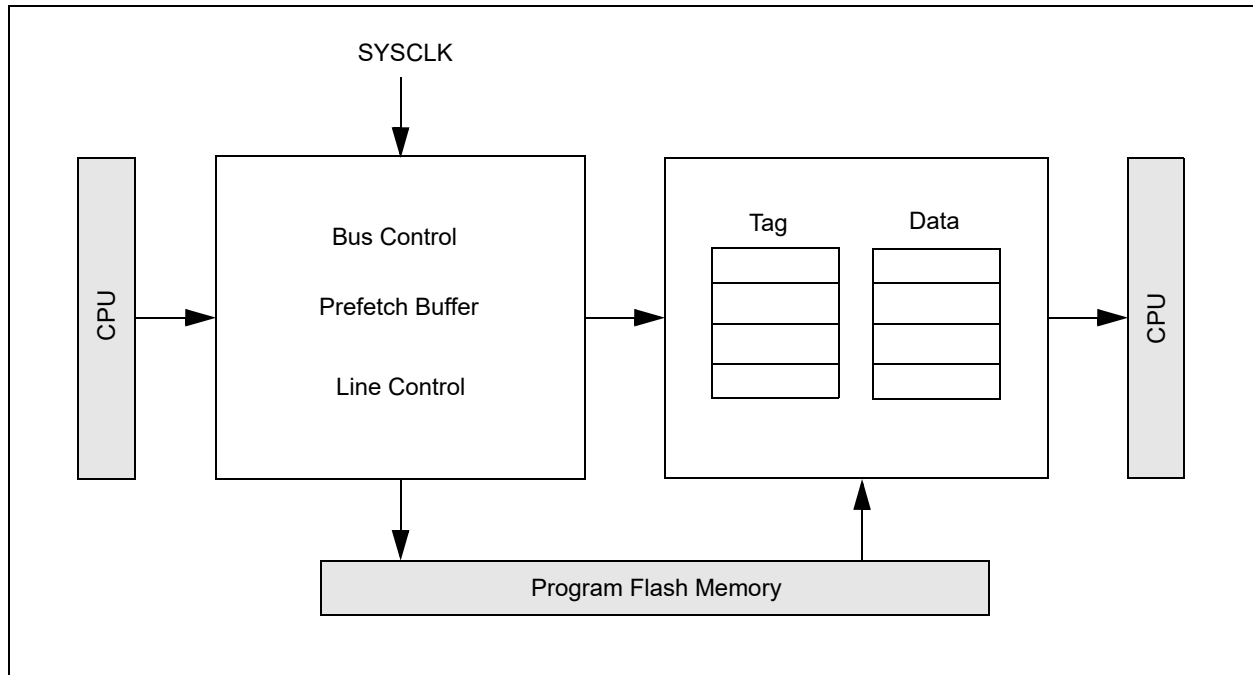 SYSCLK
CPU
Bus Control
Prefetch Buffer
Line Control
Tag
Data
CPU
Program Flash Memory